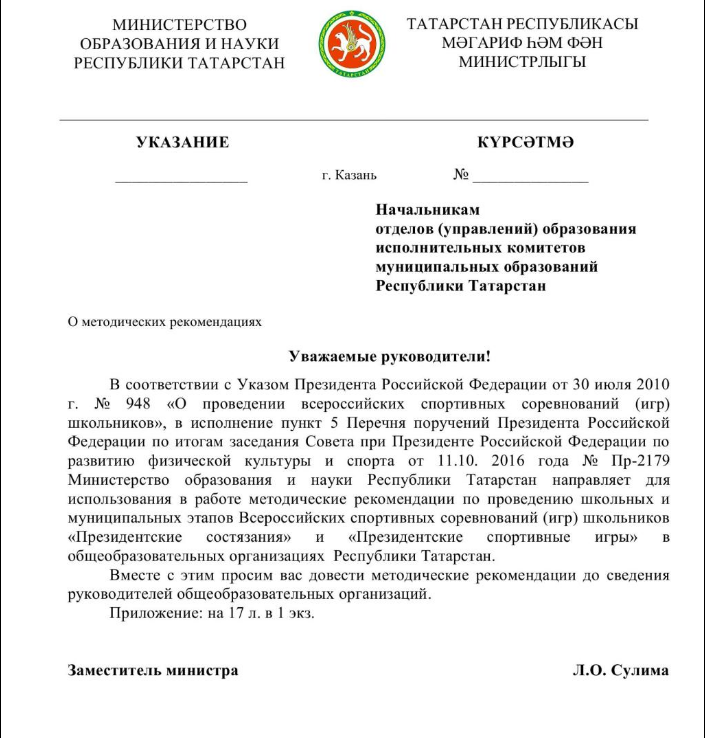 МИНИСТЕРСТВО
ОБРАЗОВАНИЯ И НАУКИ
РЕСПУБЛИКИ ТАТАРСТАН
ТАТАРСТАН
ТАТАРСТАН РЕСПУБЛИКАСЫ
МӘГАРИФ ҺӘМ ФӘН
МИНИСТРЛЫГЫ
УКАЗАНИЕ
КҮРСӘТМӘ
г. Казань
№
Начальникам
отделов (управлений) образования
исполнительных комитетов
муниципальных образований
Республики Татарстан
О методических рекомендациях
Уважаемые руководители!
В соответствии с Указом Президента Российской Федерации от 30 июля 2010
г. № 948 «О проведении всероссийских спортивных соревнований (игр)
школьников», в исполнение пункт 5 Перечня поручений Президента Российской
Федерации по итогам заседания Совета при Президенте Российской Федерации по
развитию физической культуры и спорта от 11.10. 2016 года № Пр-2179
Министерство образования и науки Республики Татарстан направляет для
использования в работе методические рекомендации по проведению школьных и
муниципальных этапов Всероссийских спортивных соревнований (игр) школьников
«Президентские состязания» и «Президентские спортивные игры» в
общеобразовательных организациях Республики Татарстан.
Вместе с этим просим вас довести методические рекомендации до сведения
руководителей общеобразовательных организаций.
Приложение: на 17 л. в 1 экз.
Заместитель министра
Л.О. Сулима